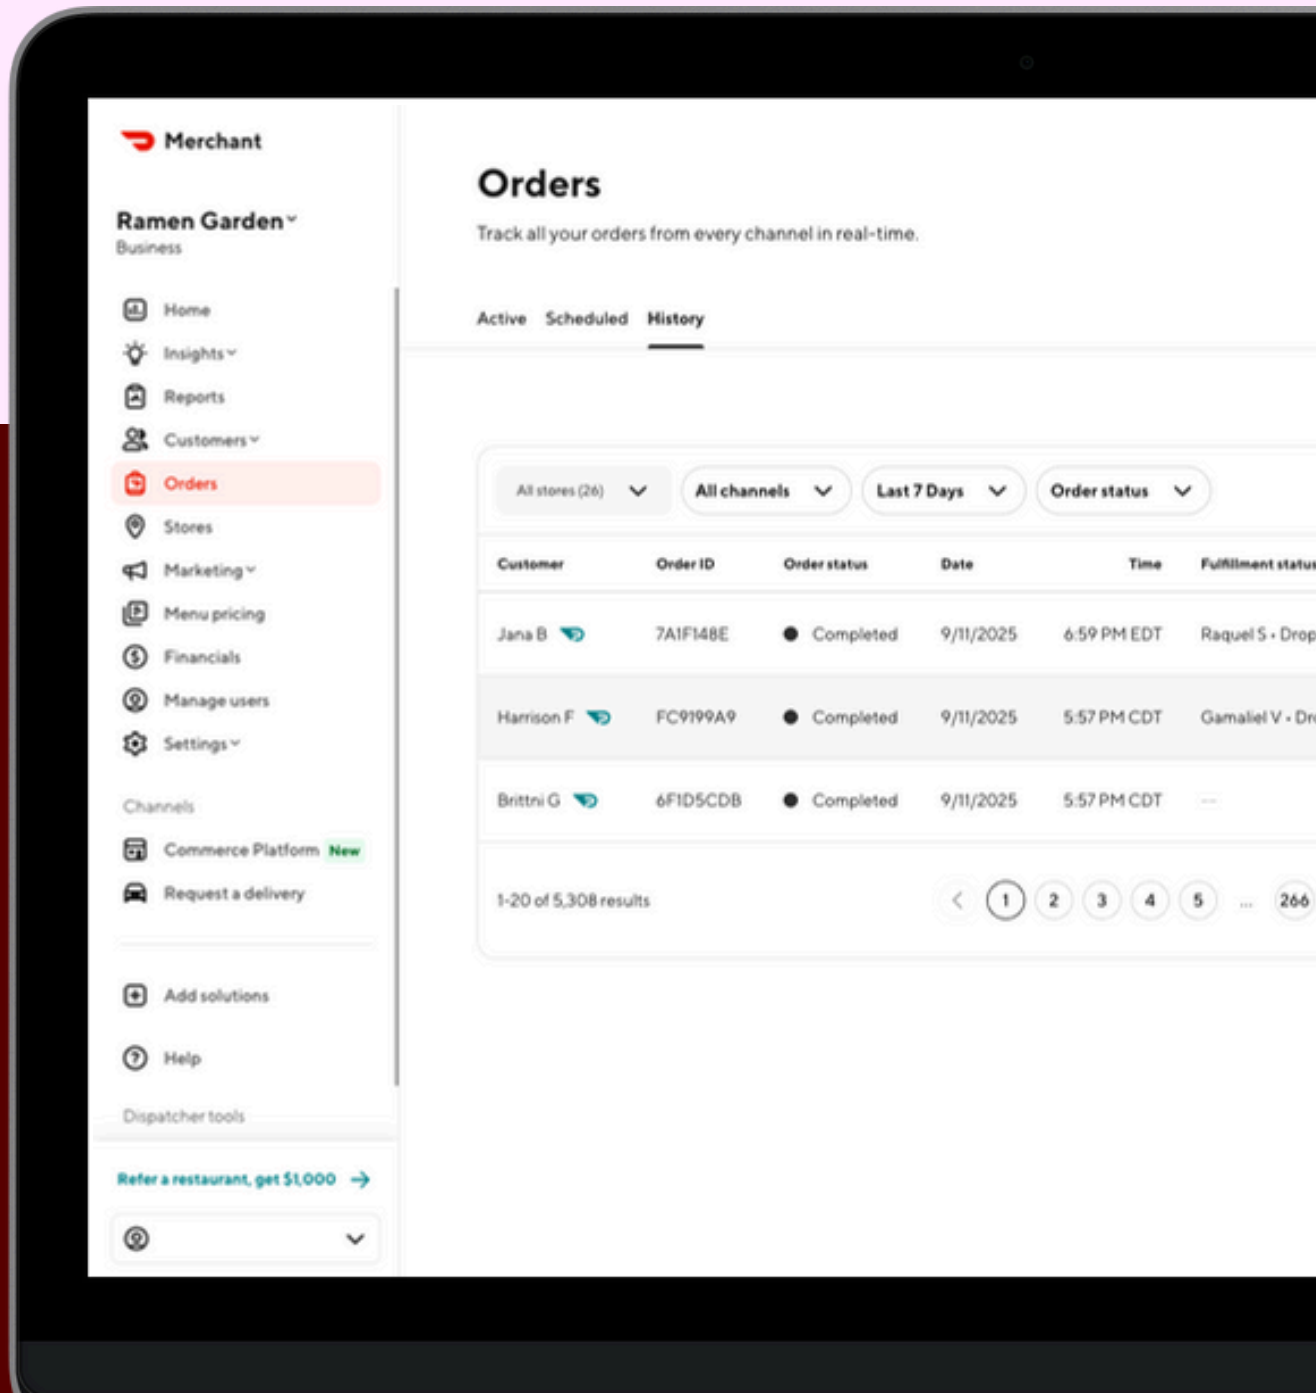 Merchant
Ramen Garden
Business
Home
Insights
Reports
Customers
Orders
Stores
Marketing
Menu pricing
Financials
Manage users
Settings
Channels
Commerce Platform New
Request a delivery
Add solutions
Help
Dispatcher tools
Refer a restaurant, get $1,000 →
Orders
Track all your orders from every channel in real-time.
Active Scheduled History
All stores (26) All channels Last 7 Days Order status
Customer Order ID Order status Date Time Fulfillment status
Jana B 7A1F148E Completed 9/11/2025 6:59 PM EDT Raquel S • Drop
Harrison F FC9199A9 Completed 9/11/2025 5:57 PM CDT Gamaliel V • Dr
Brittni G 6F1D5CDB Completed 9/11/2025 5:57 PM CDT --
1-20 of 5,308 results < 1 2 3 4 5 ... 266